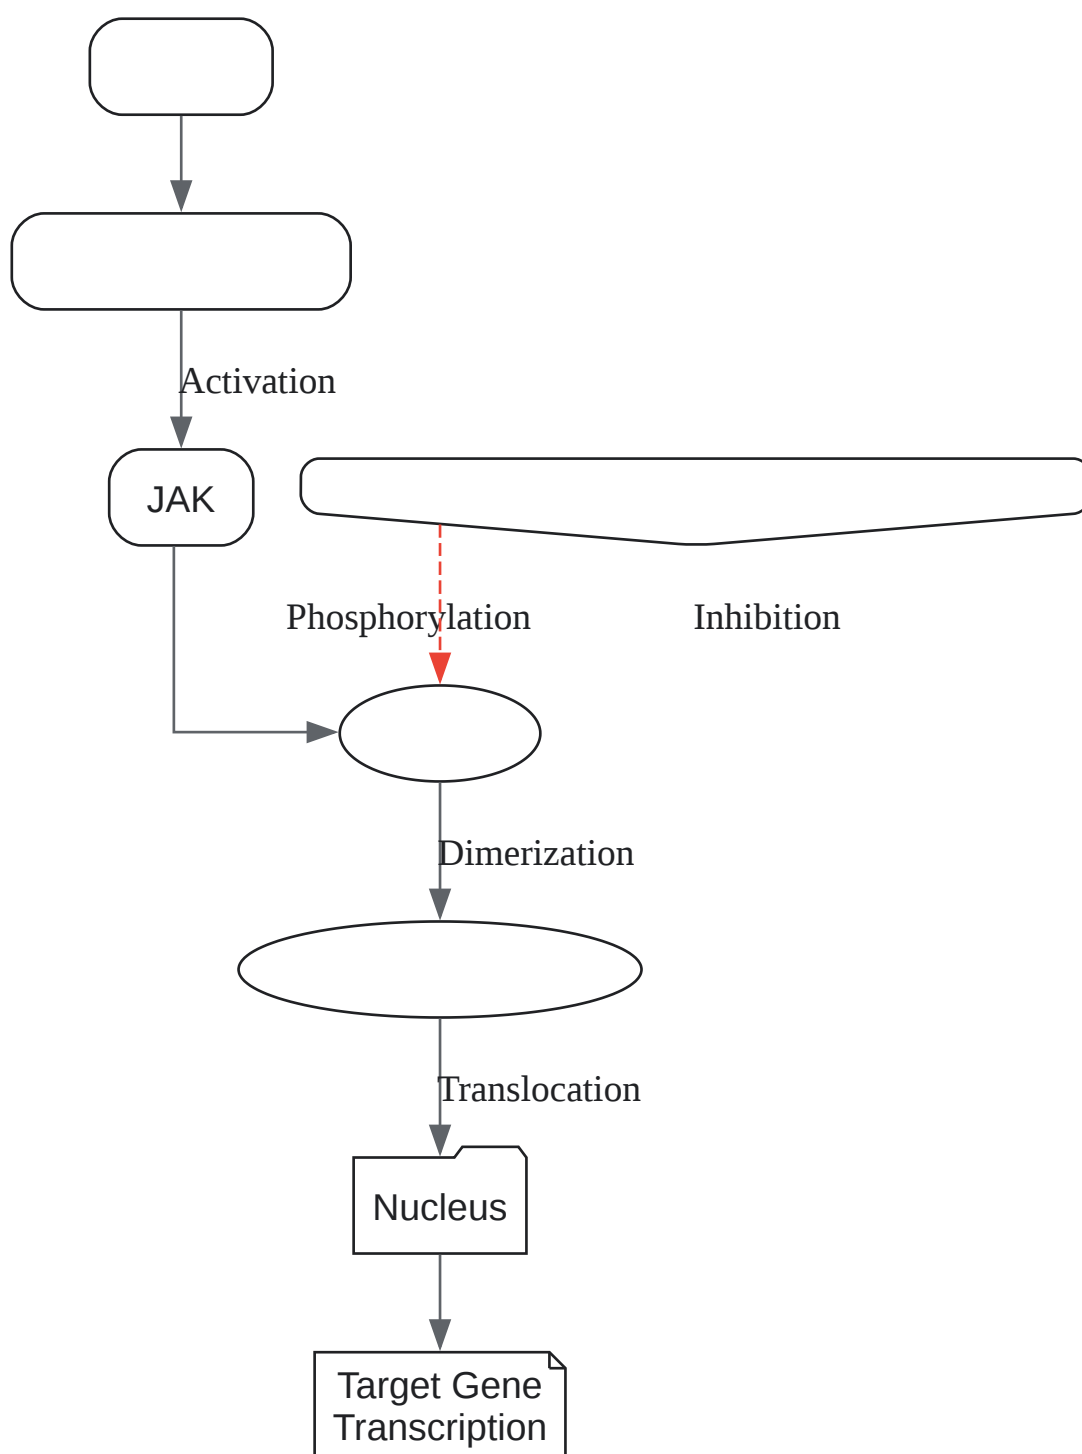 Activation
JAK
Phosphorylation
Inhibition
Dimerization
Translocation
Nucleus
Target Gene
Transcription